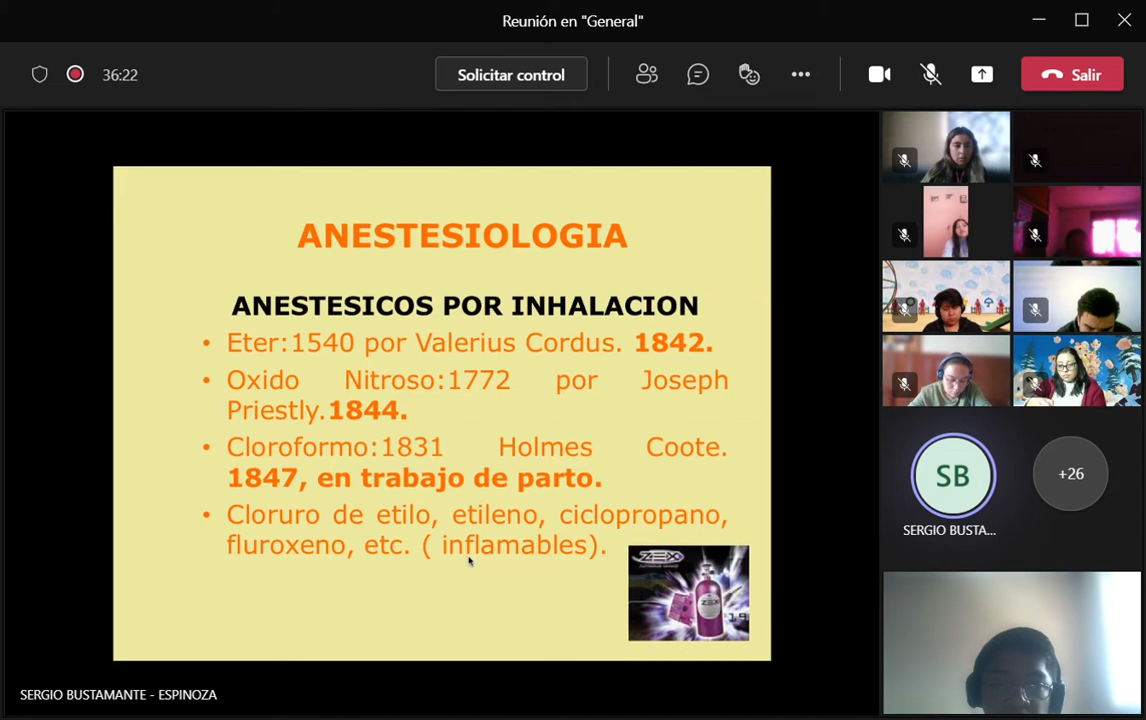 Reunión en "General"
36:22
Solicitar control
Salir
ANESTESIOLOGIA
ANESTESICOS POR INHALACION
• Eter:1540 por Valerius Cordus. 1842.
• Oxido Nitroso:1772 por Joseph
Priestly.1844.
• Cloroformo:1831 Holmes Coote.
1847, en trabajo de parto.
• Cloruro de etilo, etileno, ciclopropano,
fluroxeno, etc. ( inflamables).
ZEX
ZEX
SB
+26
SERGIO BUSTA...
SERGIO BUSTAMANTE - ESPINOZA